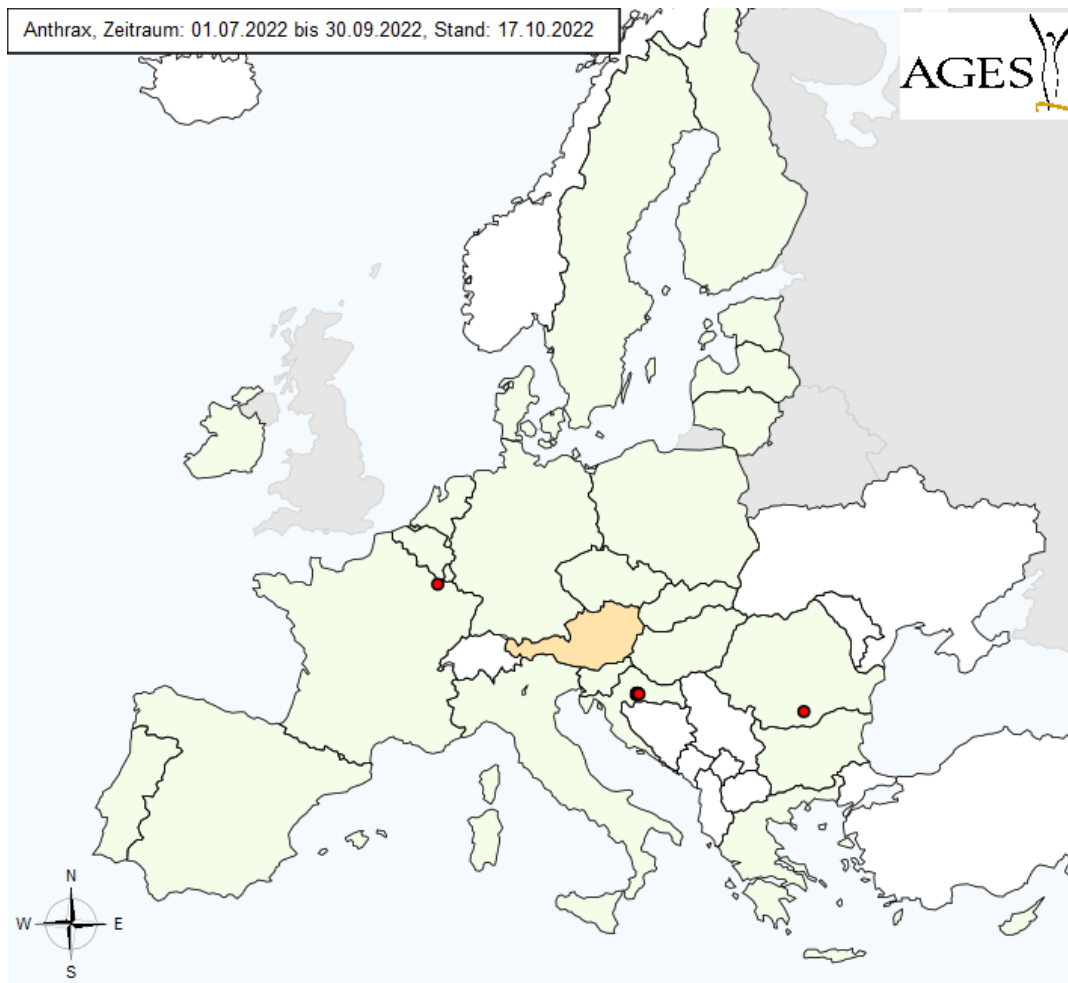 Anthrax, Zeitraum: 01.07.2022 bis 30.09.2022, Stand: 17.10.2022
AGES
N
W E
S